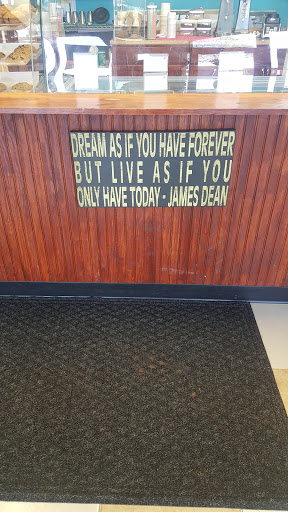 DREAM AS IF YOU HAVE FOREVER
BUT LIVE AS IF YOU
ONLY HAVE TODAY - JAMES DEAN